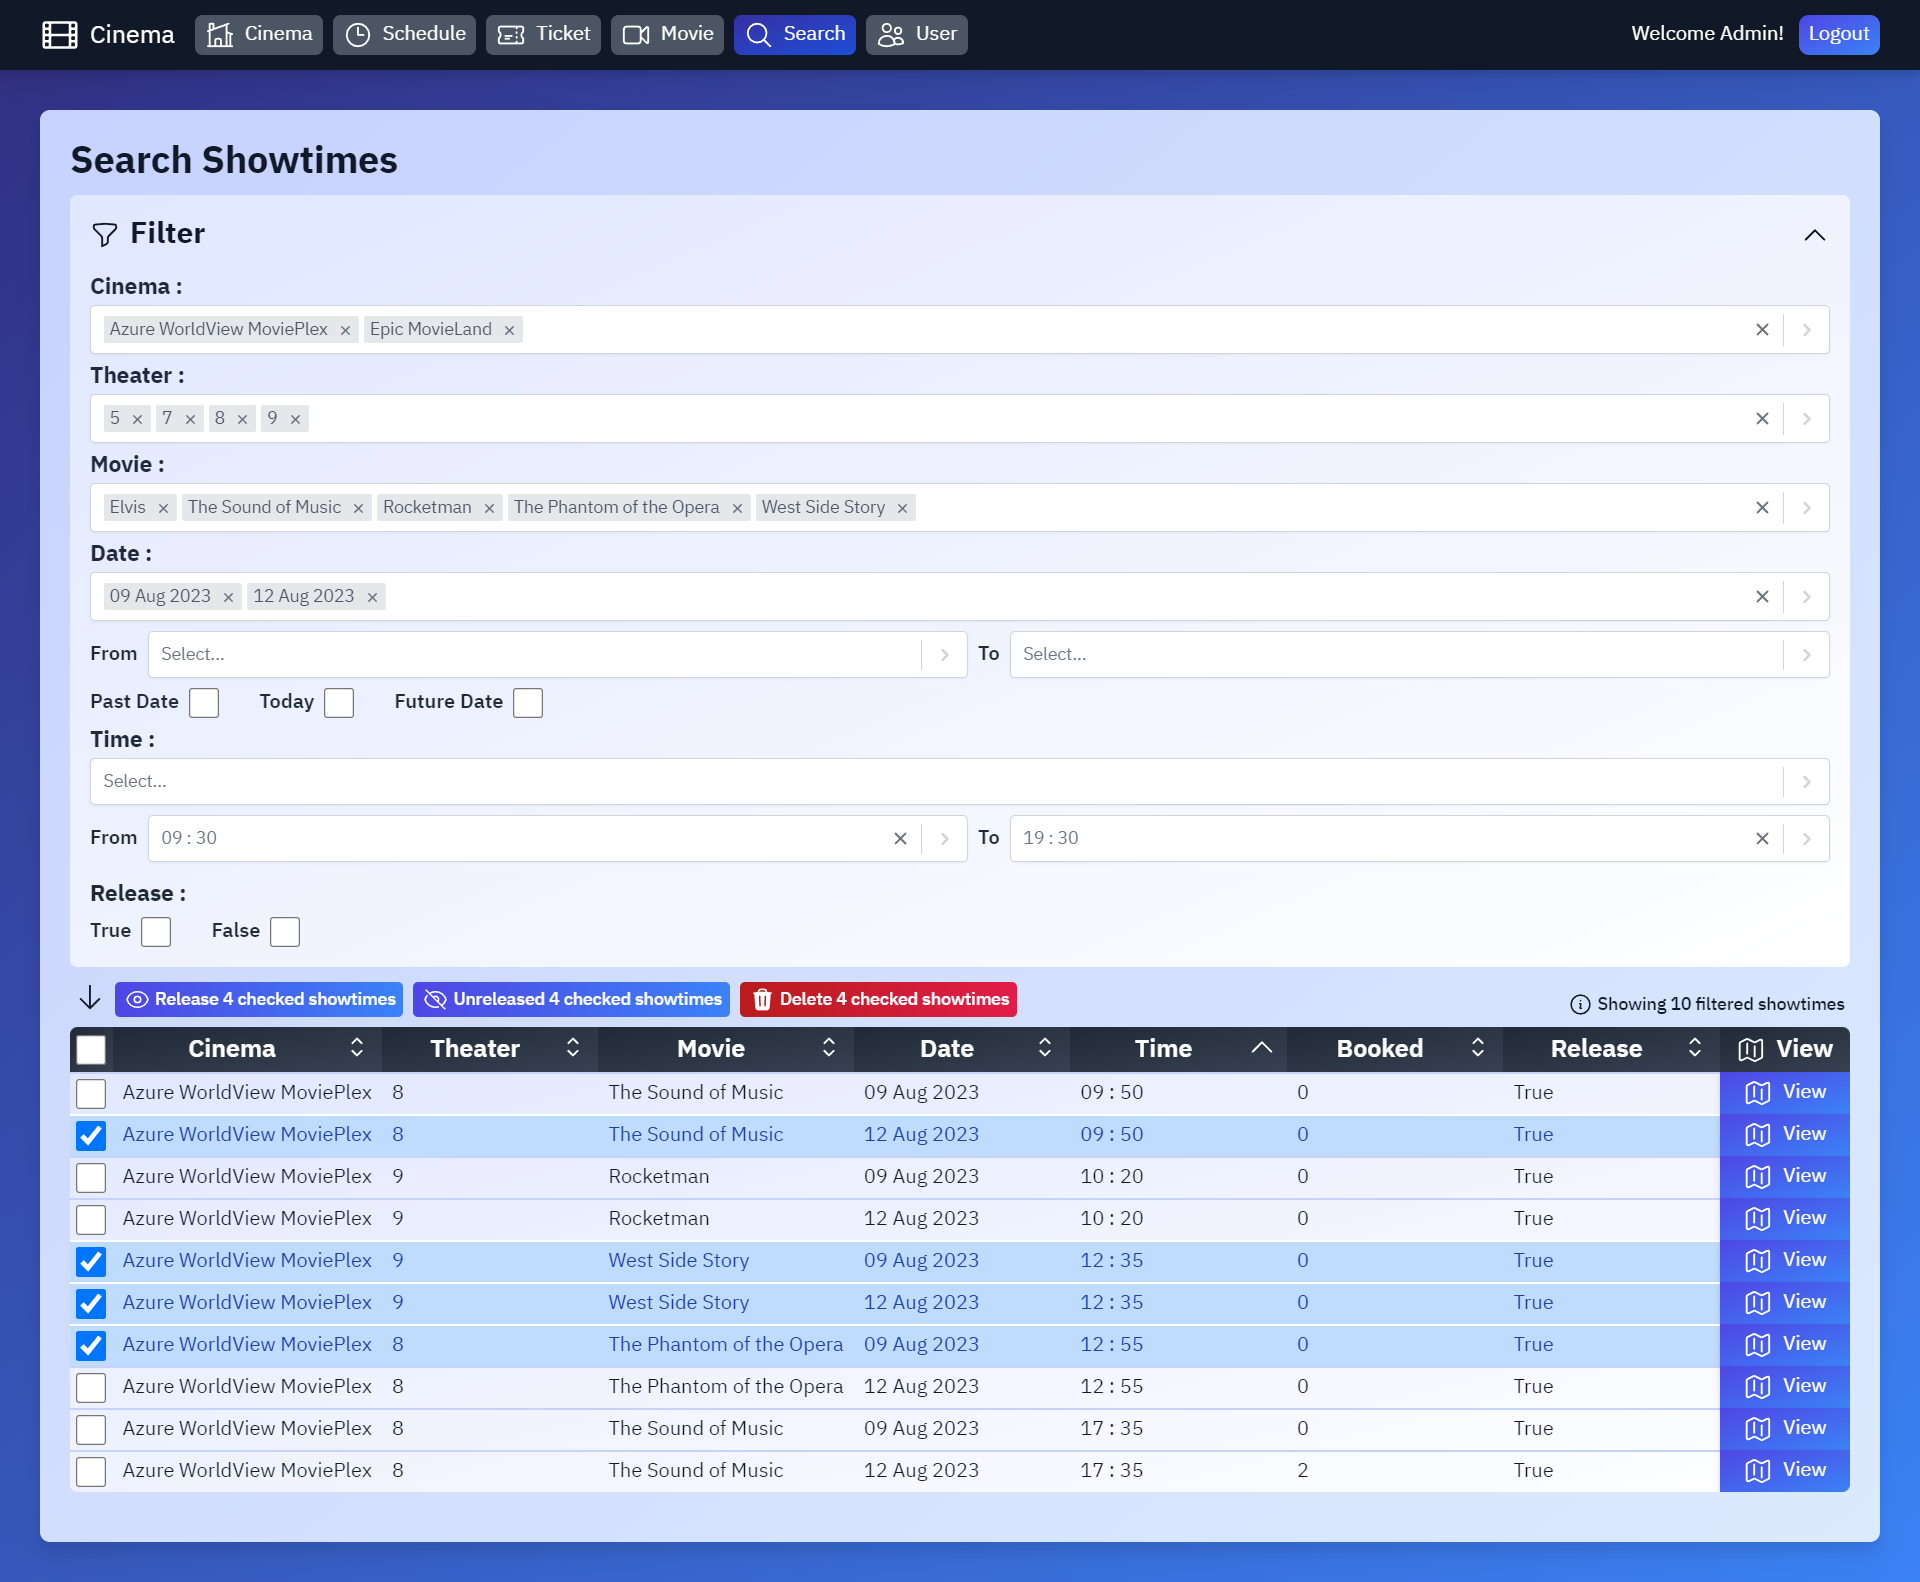 Cinema Cinema Schedule Ticket Movie Search User Welcome Admin! Logout
Search Showtimes
Filter
Cinema :
Azure WorldView MoviePlex Epic MovieLand
Theater :
5 7 8 9
Movie :
Elvis The Sound of Music Rocketman The Phantom of the Opera West Side Story
Date :
09 Aug 2023 12 Aug 2023
From Select... To Select...
Past Date Today Future Date
Time :
Select...
From 09 : 30 To 19 : 30
Release :
True False
Release 4 checked showtimes Unreleased 4 checked showtimes Delete 4 checked showtimes Showing 10 filtered showtimes
Cinema Theater Movie Date Time Booked Release View
Azure WorldView MoviePlex 8 The Sound of Music 09 Aug 2023 09 : 50 0 True View
Azure WorldView MoviePlex 8 The Sound of Music 12 Aug 2023 09 : 50 0 True View
Azure WorldView MoviePlex 9 Rocketman 09 Aug 2023 10 : 20 0 True View
Azure WorldView MoviePlex 9 Rocketman 12 Aug 2023 10 : 20 0 True View
Azure WorldView MoviePlex 9 West Side Story 09 Aug 2023 12 : 35 0 True View
Azure WorldView MoviePlex 9 West Side Story 12 Aug 2023 12 : 35 0 True View
Azure WorldView MoviePlex 8 The Phantom of the Opera 09 Aug 2023 12 : 55 0 True View
Azure WorldView MoviePlex 8 The Phantom of the Opera 12 Aug 2023 12 : 55 0 True View
Azure WorldView MoviePlex 8 The Sound of Music 09 Aug 2023 17 : 35 0 True View
Azure WorldView MoviePlex 8 The Sound of Music 12 Aug 2023 17 : 35 2 True View